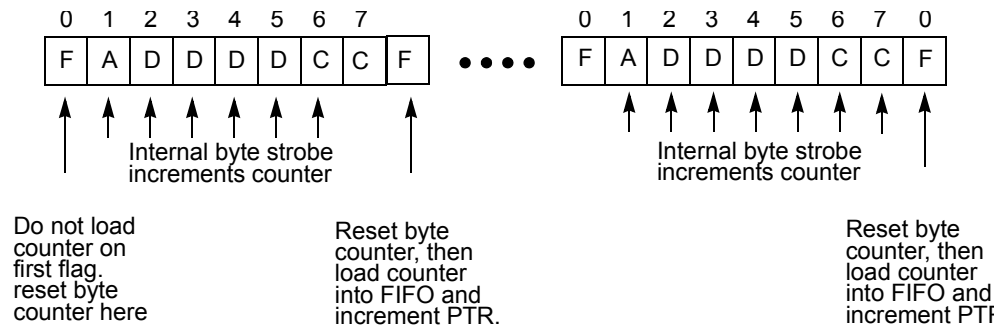 0 1 2 3 4 5 6 7
0 1 2 3 4 5 6 7 0
F A D D D D C C F
F A D D D D C C F
Internal byte strobe
increments counter
Internal byte strobe
increments counter
Do not load
counter on
first flag.
reset byte
counter here
Reset byte
counter, then
load counter
into FIFO and
increment PTR.
Reset byte
counter, then
load counter
into FIFO and
increment PTR